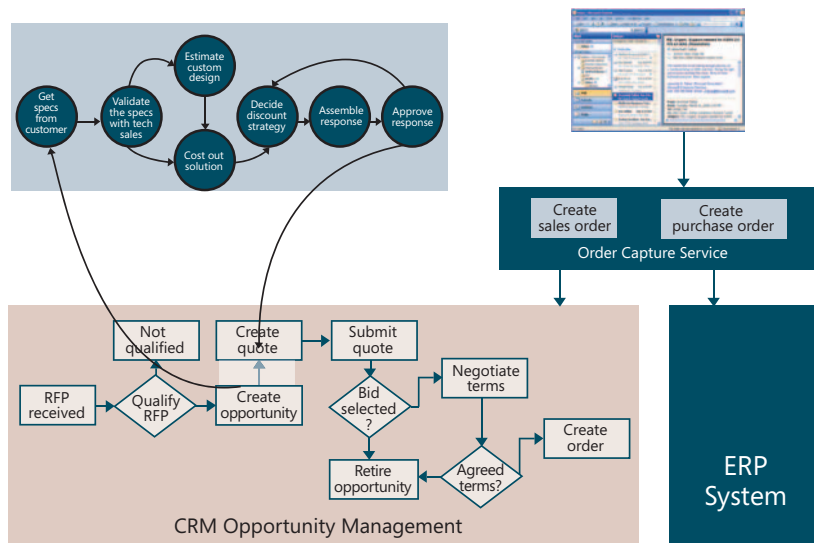 Estimate
custom
design
Get
specs
from
customer
Validate
the specs
with tech
sales
Decide
discount
strategy
Assemble
response
Approve
response
Cost out
solution
Create
sales order
Create
purchase order
Order Capture Service
Not
qualified
Create
quote
Submit
quote
RFP
received
Qualify
RFP
Create
opportunity
Bid
selected
?
Negotiate
terms
Create
order
Retire
opportunity
Agreed
terms?
CRM Opportunity Management
ERP
System